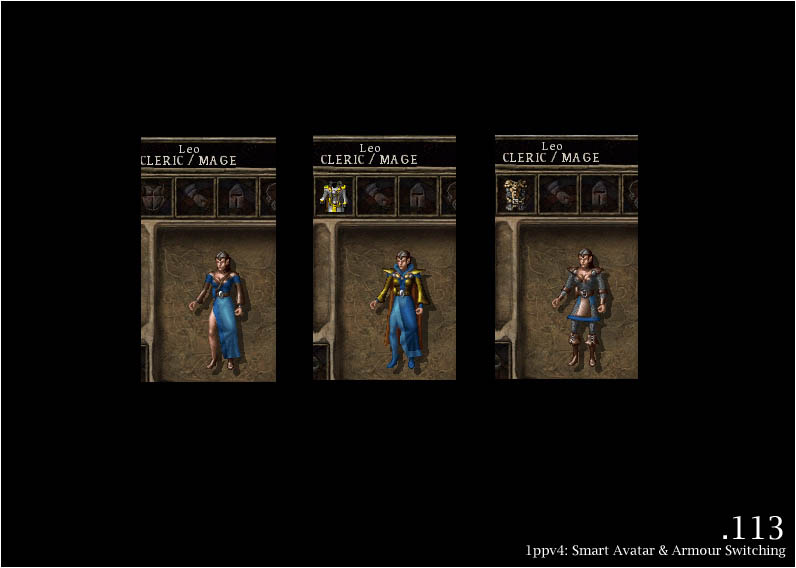 Leo
CLERIC / MAGE
Leo
CLERIC / MAGE
Leo
CLERIC / MAGE
.113
1ppv4: Smart Avatar & Armour Switching